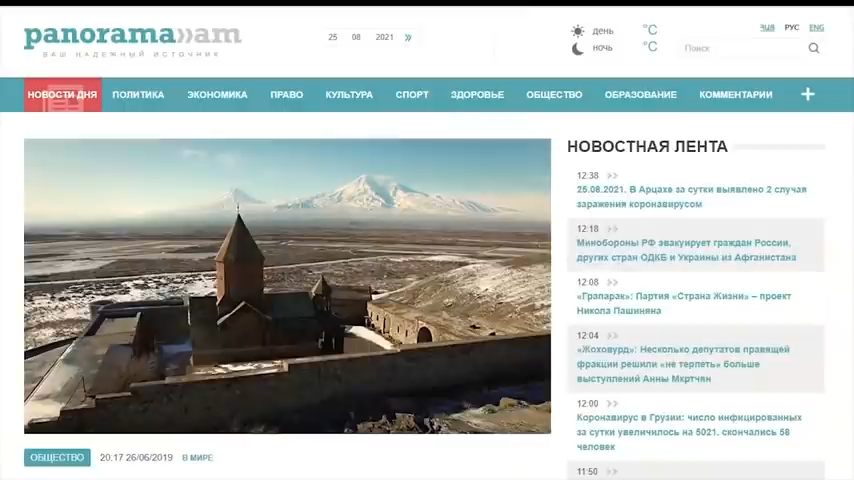 panorama»am
ВАШ НАДЕЖНЫЙ ИСТОЧНИК
25 08 2021 »
день °C
ночь °C
ՀԱՅ РУС ENG
Поиск
НОВОСТИ ДНЯ ПОЛИТИКА ЭКОНОМИКА ПРАВО КУЛЬТУРА СПОРТ ЗДОРОВЬЕ ОБЩЕСТВО ОБРАЗОВАНИЕ КОММЕНТАРИИ +
НОВОСТНАЯ ЛЕНТА
12:38 »
25.08.2021. В Арцахе за сутки выявлено 2 случая
заражения коронавирусом
12:18 »
Минобороны РФ эвакуирует граждан России,
других стран ОДКБ и Украины из Афганистана
12:08 »
«Грапарак»: Партия «Страна Жизни» – проект
Никола Пашиняна
12:04 »
«Жоховурд»: Несколько депутатов правящей
фракции решили «не терпеть» больше
выступлений Анны Мкртчян
12:00 »
Коронавирус в Грузии: число инфицированных
за сутки увеличилось на 5021, скончались 58
человек
11:50 »
ОБЩЕСТВО 20:17 26/06/2019 В МИРЕ